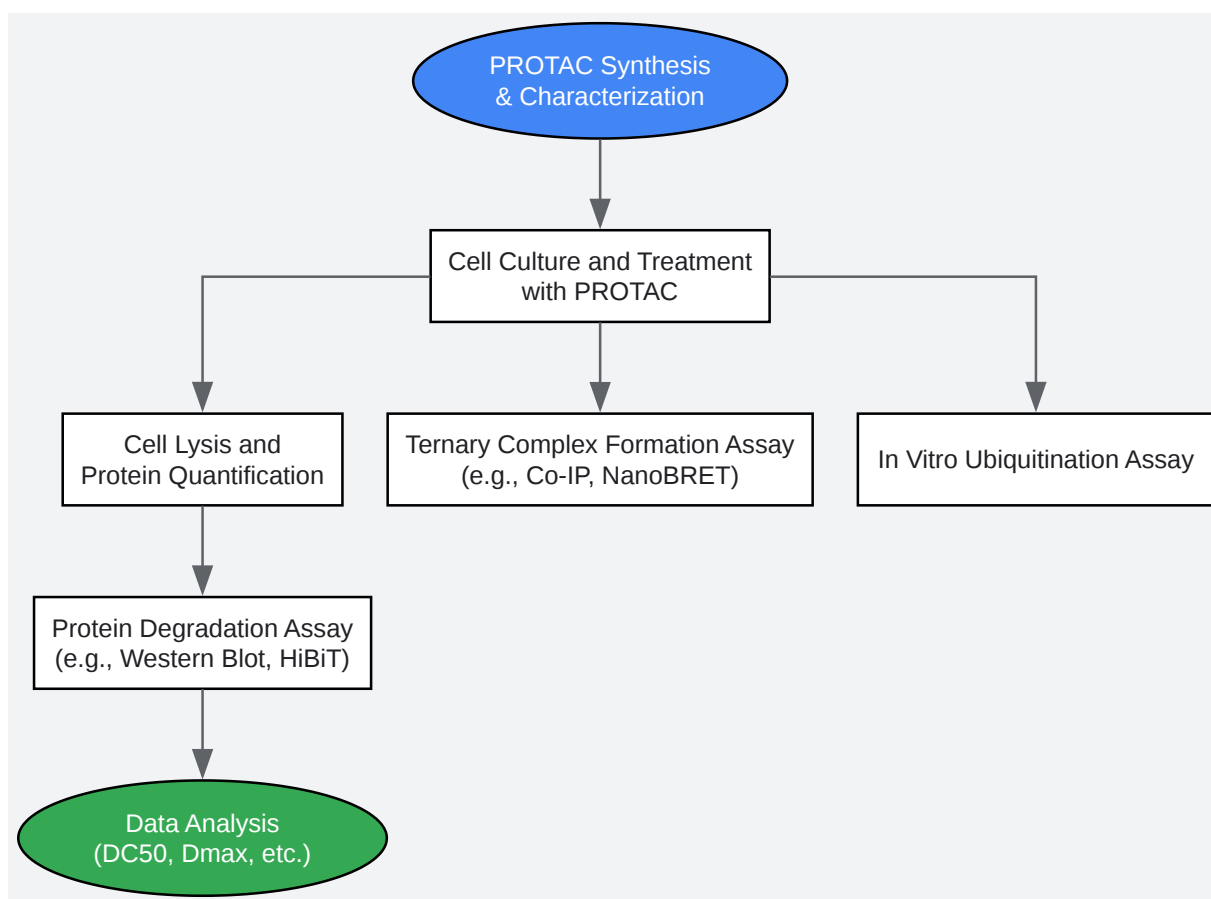 PROTAC Synthesis
& Characterization
Cell Culture and Treatment
with PROTAC
Cell Lysis and
Protein Quantification
Ternary Complex Formation Assay
(e.g., Co-IP, NanoBRET)
In Vitro Ubiquitination Assay
Protein Degradation Assay
(e.g., Western Blot, HiBiT)
Data Analysis
(DC50, Dmax, etc.)